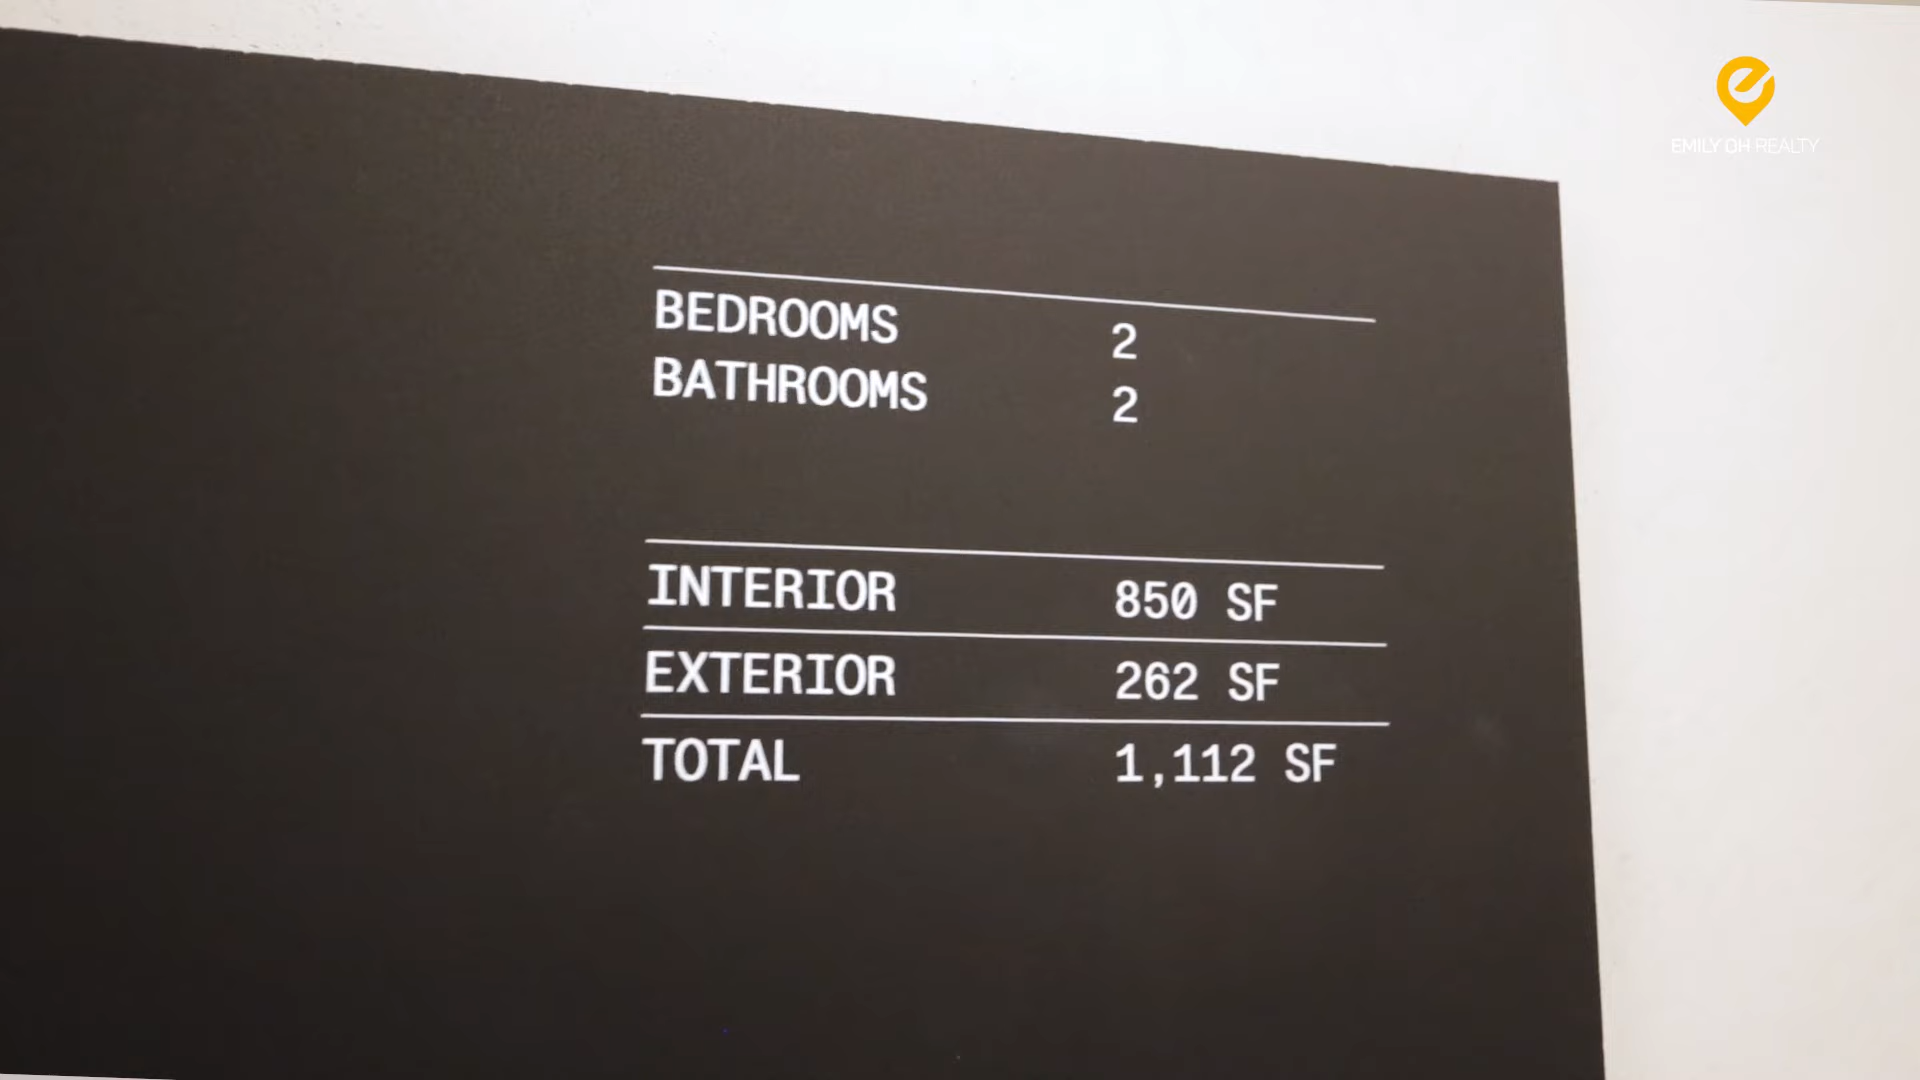 EMILY OH REALTY
BEDROOMS 2
BATHROOMS 2
INTERIOR 850 SF
EXTERIOR 262 SF
TOTAL 1,112 SF